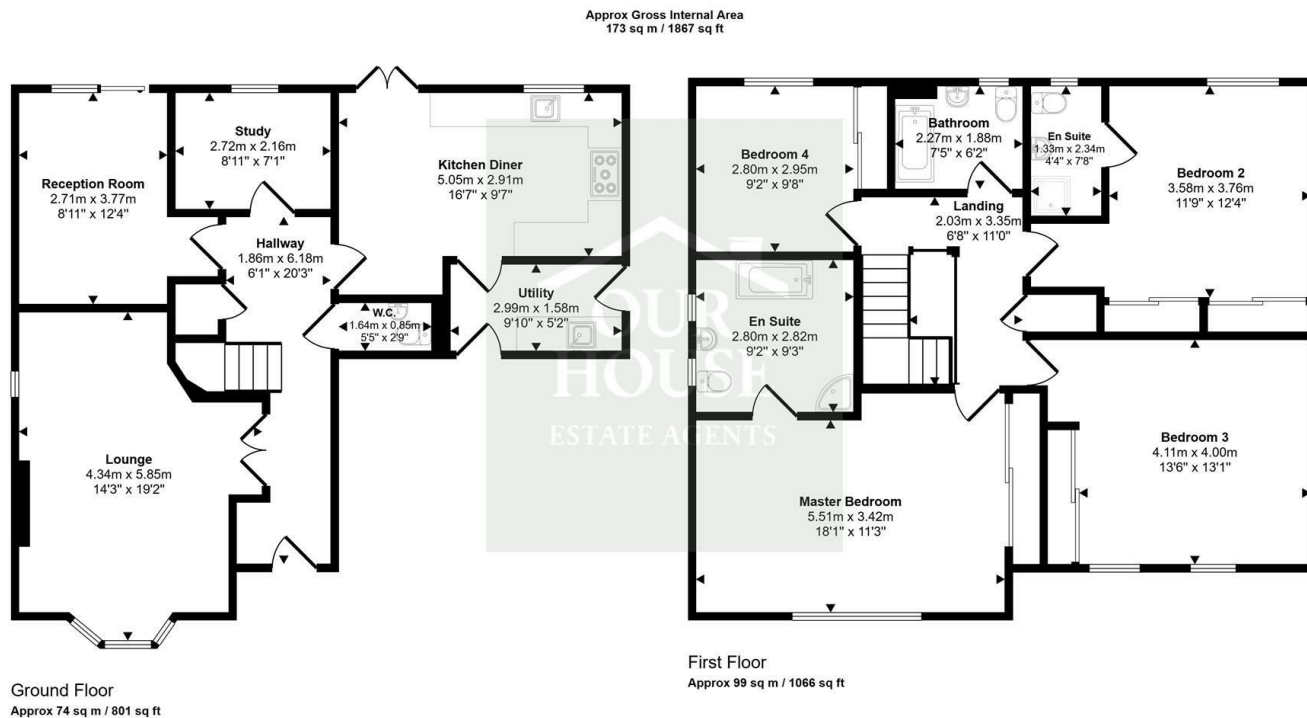 Approx Gross Internal Area
173 sq m / 1867 sq ft
Reception Room
2.71m x 3.77m
8'11" x 12'4"
Study
2.72m x 2.16m
8'11" x 7'1"
Kitchen Diner
5.05m x 2.91m
16'7" x 9'7"
Hallway
1.86m x 6.18m
6'1" x 20'3"
W.C.
1.64m x 0.85m
5'5" x 2'9"
Utility
2.99m x 1.58m
9'10" x 5'2"
Lounge
4.34m x 5.85m
14'3" x 19'2"
OUR
HOUSE
ESTATE AGENTS
Ground Floor
Approx 74 sq m / 801 sq ft
Bedroom 4
2.80m x 2.95m
9'2" x 9'8"
Bathroom
2.27m x 1.88m
7'5" x 6'2"
En Suite
1.33m x 2.34m
4'4" x 7'8"
Bedroom 2
3.58m x 3.76m
11'9" x 12'4"
Landing
2.03m x 3.35m
6'8" x 11'0"
En Suite
2.80m x 2.82m
9'2" x 9'3"
Master Bedroom
5.51m x 3.42m
18'1" x 11'3"
Bedroom 3
4.11m x 4.00m
13'6" x 13'1"
First Floor
Approx 99 sq m / 1066 sq ft